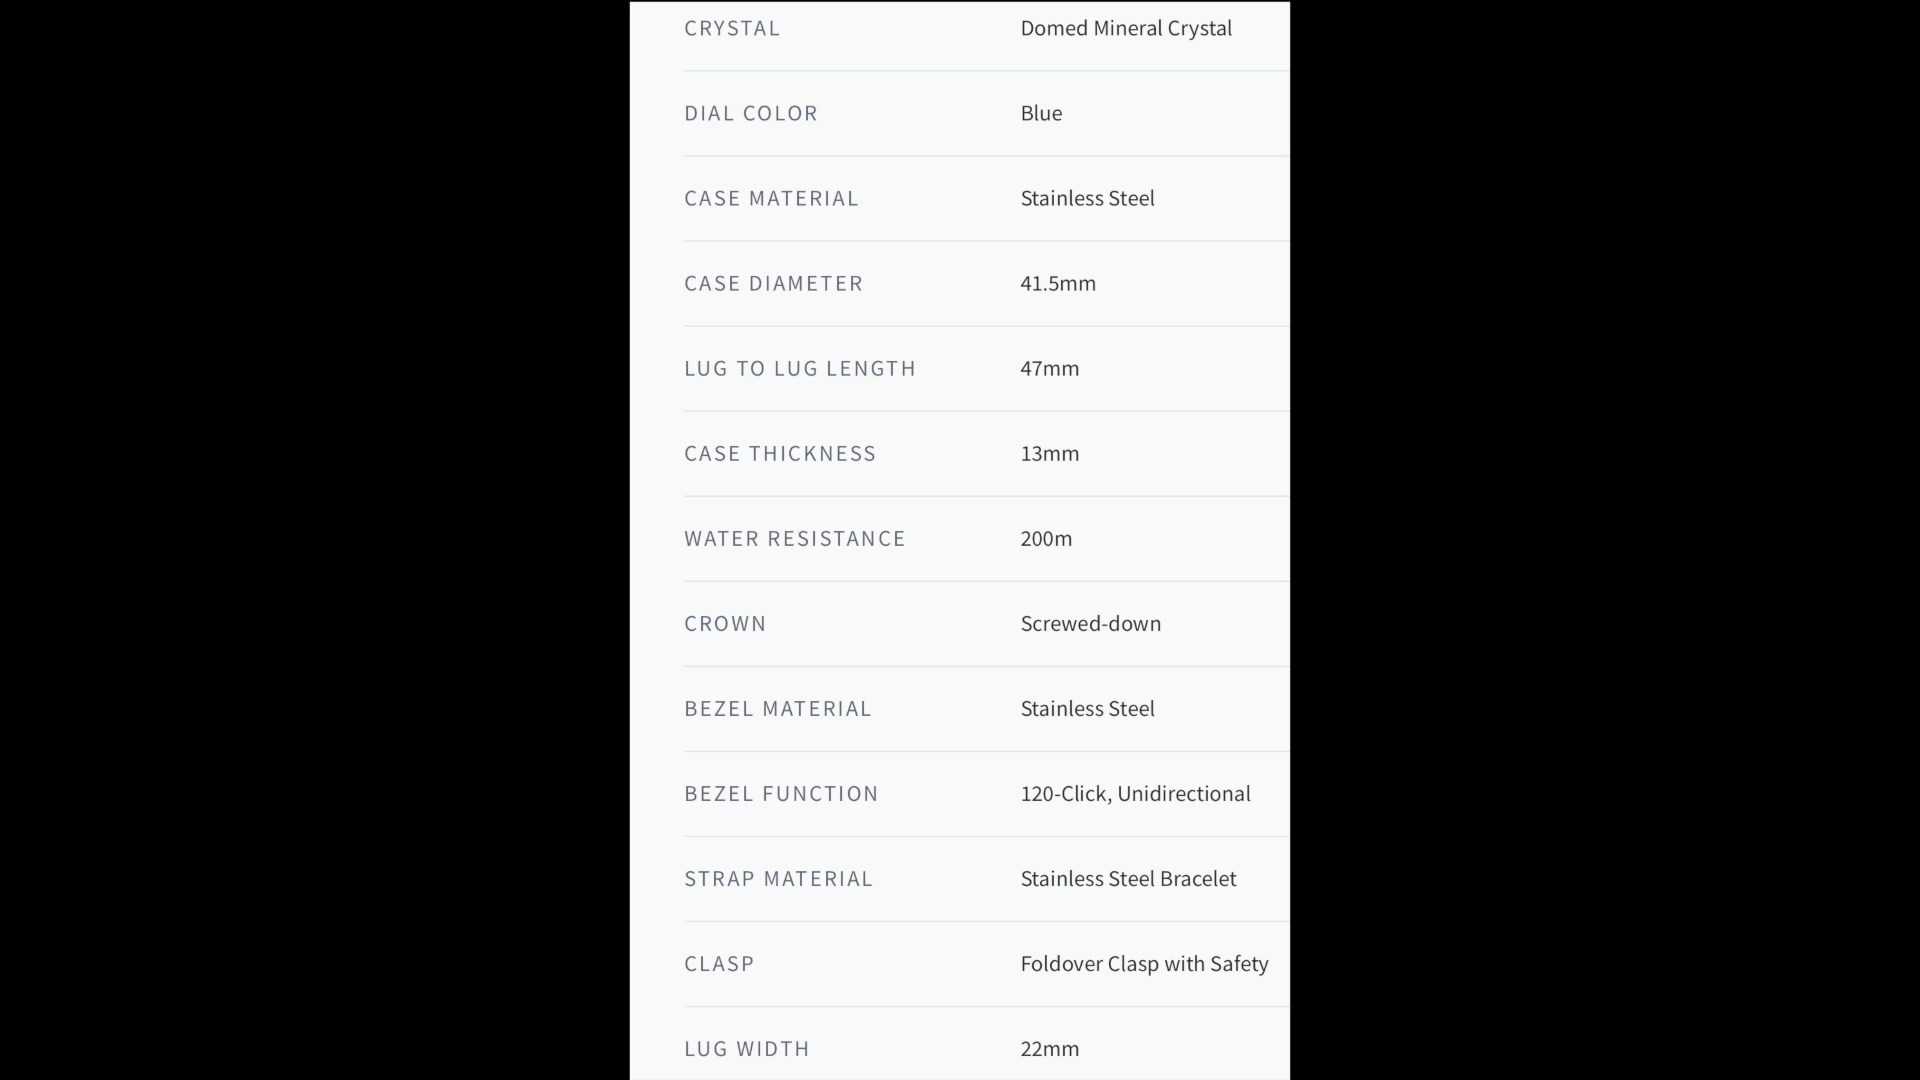 CRYSTAL Domed Mineral Crystal
DIAL COLOR Blue
CASE MATERIAL Stainless Steel
CASE DIAMETER 41.5mm
LUG TO LUG LENGTH 47mm
CASE THICKNESS 13mm
WATER RESISTANCE 200m
CROWN Screwed-down
BEZEL MATERIAL Stainless Steel
BEZEL FUNCTION 120-Click, Unidirectional
STRAP MATERIAL Stainless Steel Bracelet
CLASP Foldover Clasp with Safety
LUG WIDTH 22mm